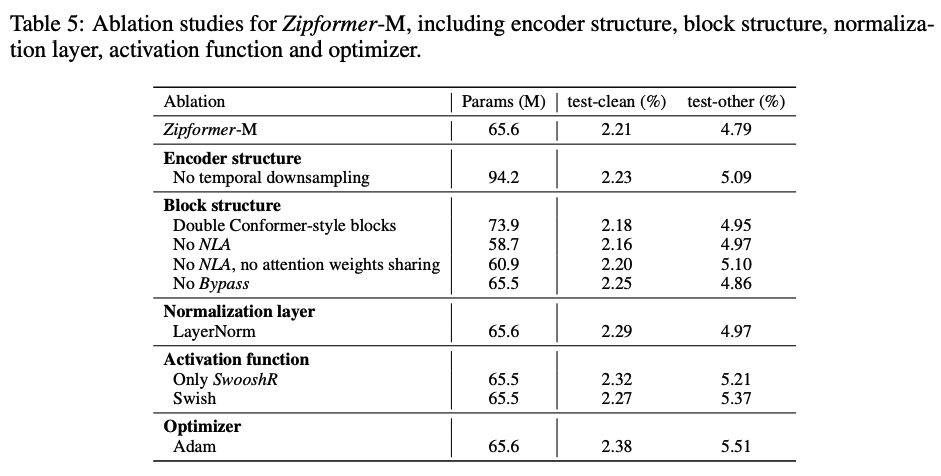 Table 5: Ablation studies for Zipformer-M, including encoder structure, block structure, normaliza-
tion layer, activation function and optimizer.
Ablation Params (M) test-clean (%) test-other (%)
Zipformer-M 65.6 2.21 4.79
Encoder structure
No temporal downsampling 94.2 2.23 5.09
Block structure
Double Conformer-style blocks 73.9 2.18 4.95
No NLA 58.7 2.16 4.97
No NLA, no attention weights sharing 60.9 2.20 5.10
No Bypass 65.5 2.25 4.86
Normalization layer
LayerNorm 65.6 2.29 4.97
Activation function
Only SwooshR 65.5 2.32 5.21
Swish 65.5 2.27 5.37
Optimizer
Adam 65.6 2.38 5.51